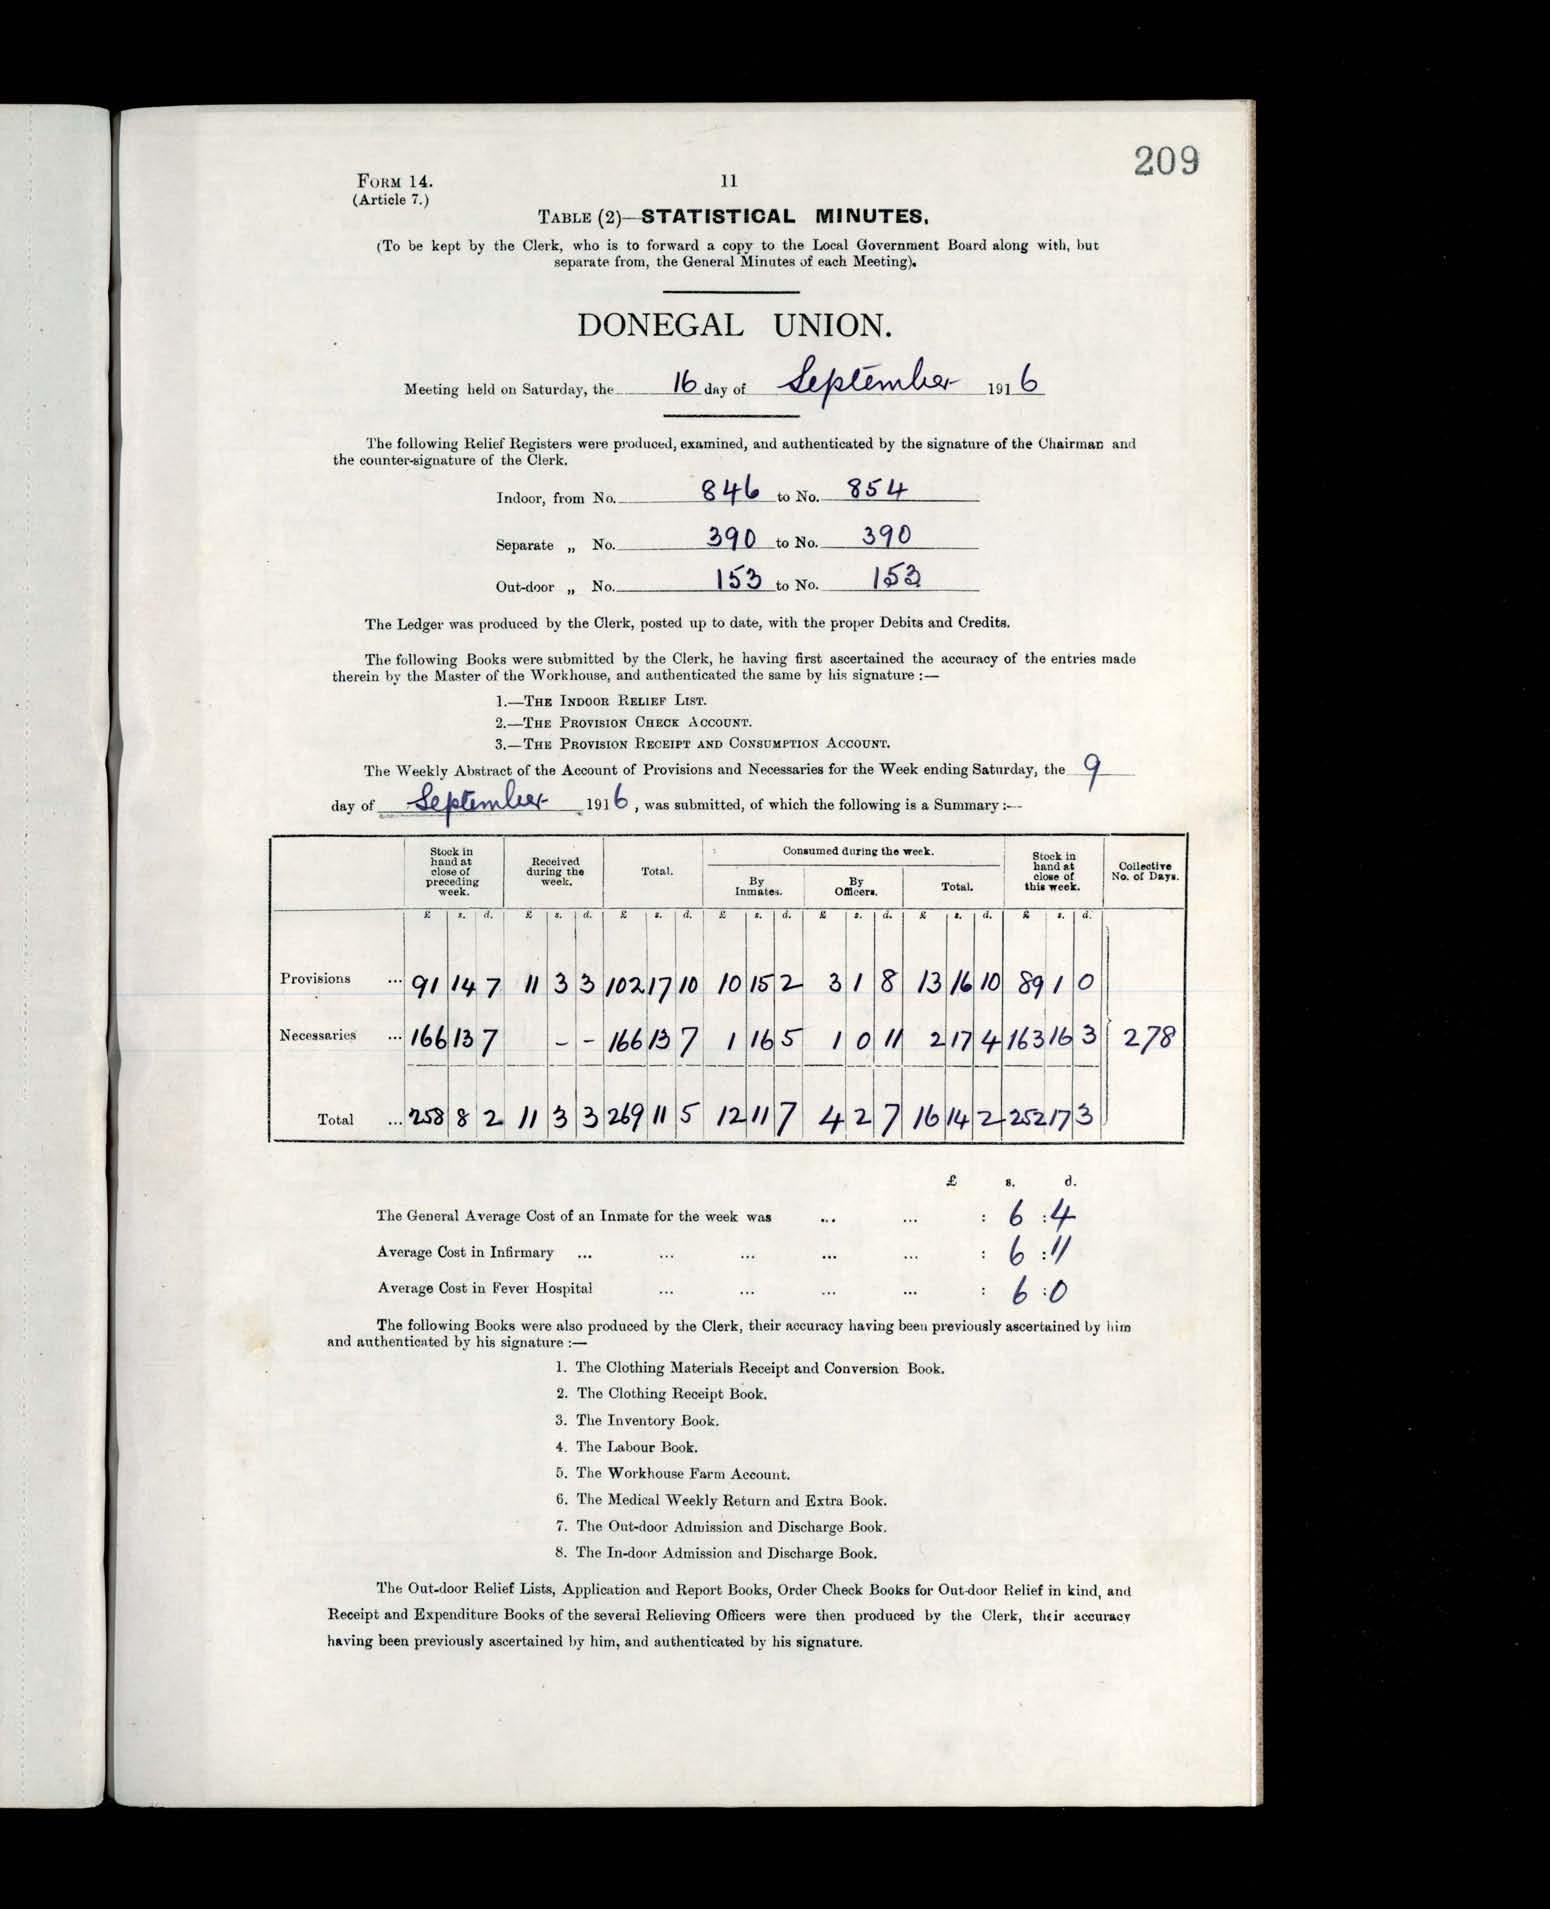 209
FORM 14. 11
(Article 7.)
TABLE (2)—STATISTICAL MINUTES.
(To be kept by the Clerk, who is to forward a copy to the Local Government Board along with, but
separate from, the General Minutes of each Meeting).
DONEGAL UNION.
Meeting held on Saturday, the 16 day of September 1916
The following Relief Registers were produced, examined, and authenticated by the signature of the Chairman and
the counter-signature of the Clerk.
Indoor, from No. 846 to No. 854
Separate „ No. 390 to No. 390
Out-door „ No. 153 to No. 153
The Ledger was produced by the Clerk, posted up to date, with the proper Debits and Credits.
The following Books were submitted by the Clerk, he having first ascertained the accuracy of the entries made
therein by the Master of the Workhouse, and authenticated the same by his signature :—
1.—THE INDOOR RELIEF LIST.
2.—THE PROVISION CHECK ACCOUNT.
3.—THE PROVISION RECEIPT AND CONSUMPTION ACCOUNT.
The Weekly Abstract of the Account of Provisions and Necessaries for the Week ending Saturday, the 9
day of September 1916, was submitted, of which the following is a Summary :—
Stock in hand at close of preceding week. Received during the week. Total. Consumed during the week. Stock in hand at close of this week. Collective No. of Days.
By Inmates. By Officers. Total.
£ s. d. £ s. d. £ s. d. £ s. d. £ s. d. £ s. d. £ s. d.
Provisions ... 91 14 7 11 3 3 102 17 10 10 15 2 3 1 8 13 16 10 89 1 0
Necessaries ... 166 13 7 - - 166 13 7 1 16 5 1 0 11 2 17 4 163 16 3 278
Total ... 258 8 2 11 3 3 269 11 5 12 11 7 4 2 7 16 14 2 252 17 3
£ s. d.
The General Average Cost of an Inmate for the week was ... ... : 6 : 4
Average Cost in Infirmary ... ... ... ... ... : 6 : 11
Average Cost in Fever Hospital ... ... ... ... : 6 : 0
The following Books were also produced by the Clerk, their accuracy having been previously ascertained by him
and authenticated by his signature :—
1. The Clothing Materials Receipt and Conversion Book.
2. The Clothing Receipt Book.
3. The Inventory Book.
4. The Labour Book.
5. The Workhouse Farm Account.
6. The Medical Weekly Return and Extra Book.
7. The Out-door Admission and Discharge Book.
8. The In-door Admission and Discharge Book.
The Out-door Relief Lists, Application and Report Books, Order Check Books for Out-door Relief in kind, and
Receipt and Expenditure Books of the several Relieving Officers were then produced by the Clerk, their accuracy
having been previously ascertained by him, and authenticated by his signature.